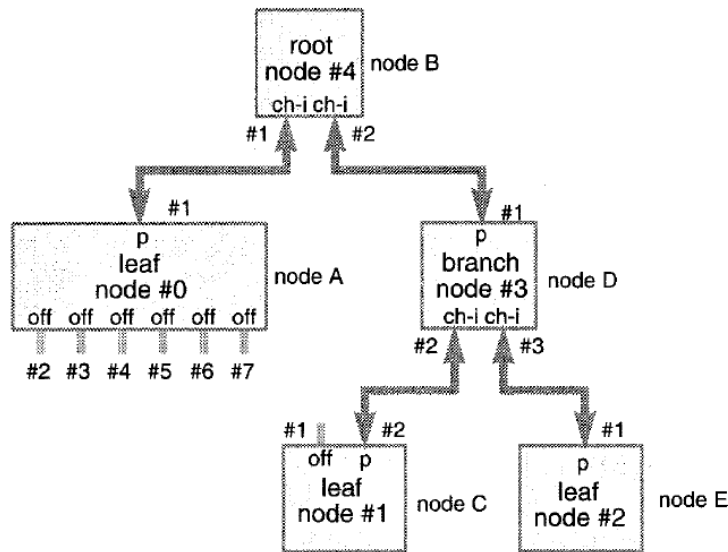 root
node #4
node B
ch-i ch-i
#1
#2
#1
p
leaf
node #0
node A
off off off off off off
#2 #3 #4 #5 #6 #7
#1
p
branch
node #3
node D
ch-i ch-i
#2
#3
#1
#2
off p
leaf
node #1
node C
#1
p
leaf
node #2
node E